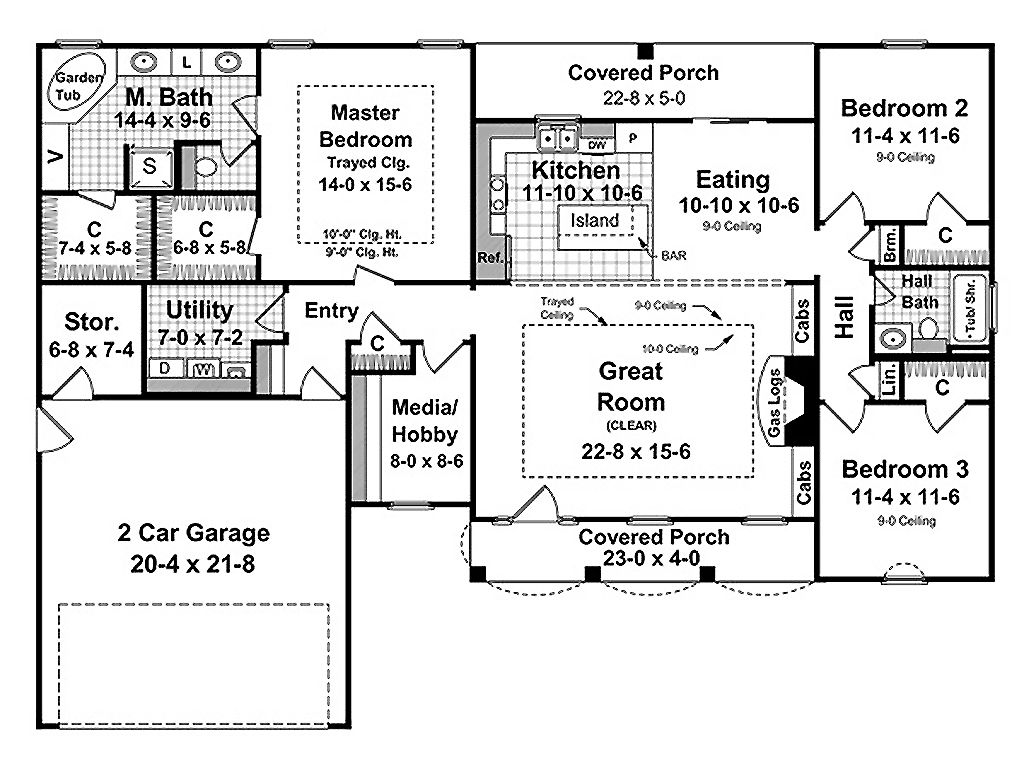 Garden
Tub
L
M. Bath
14-4 x 9-6
V
S
C
7-4 x 5-8
C
6-8 x 5-8
Master
Bedroom
Trayed Clg.
14-0 x 15-6
10'-0" Clg. Ht.
9'-0" Clg. Ht.
Covered Porch
22-8 x 5-0
DW
P
Kitchen
11-10 x 10-6
Island
BAR
Ref.
Eating
10-10 x 10-6
9-0 Ceiling
Bedroom 2
11-4 x 11-6
9-0 Ceiling
Brm.
C
Hall
Bath
Tub/ Shr.
Hall
Lin.
C
Bedroom 3
11-4 x 11-6
9-0 Ceiling
Stor.
6-8 x 7-4
Utility
7-0 x 7-2
D
W
Entry
C
Media/
Hobby
8-0 x 8-6
Trayed
Ceiling
9-0 Ceiling
10-0 Ceiling
Great
Room
(CLEAR)
22-8 x 15-6
Cabs
Gas Logs
Cabs
Covered Porch
23-0 x 4-0
2 Car Garage
20-4 x 21-8